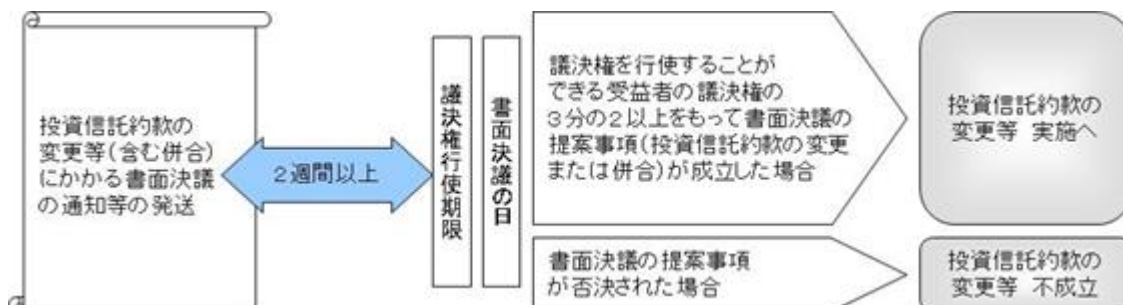 投資信託約款の
変更等(含む併合)
にかかる書面決議
の通知等の発送
2週間以上
議決権行使期限
書面決議の日
議決権を行使することが
できる受益者の議決権の
3分の2以上をもって書面決議の
提案事項(投資信託約款の変更
または併合)が成立した場合
投資信託約款の
変更等 実施へ
書面決議の提案事項
が否決された場合
投資信託約款の
変更等 不成立